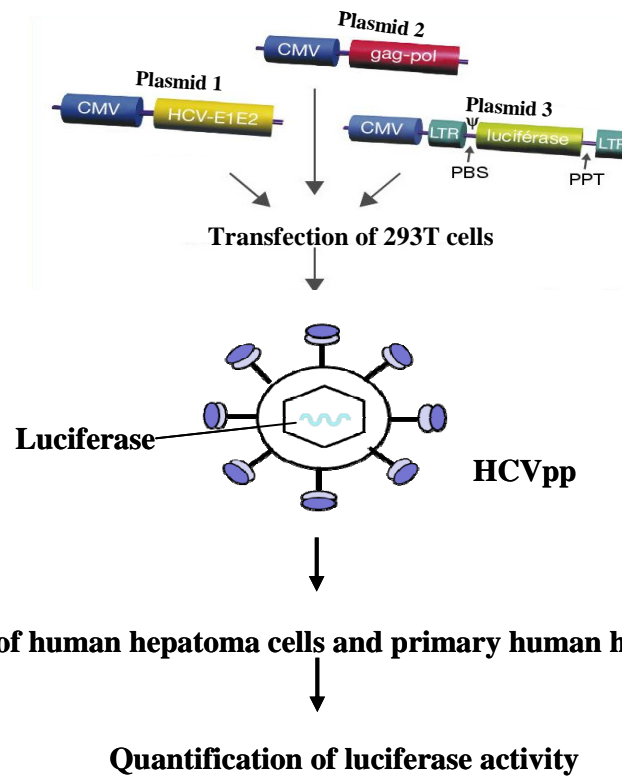 Plasmid 2
CMV gag-pol
Plasmid 1
CMV HCV-E1E2
Plasmid 3
ψ
CMV LTR luciférase LTR
PBS PPT
Transfection of 293T cells
Luciferase
HCVpp
of human hepatoma cells and primary human h
Quantification of luciferase activity